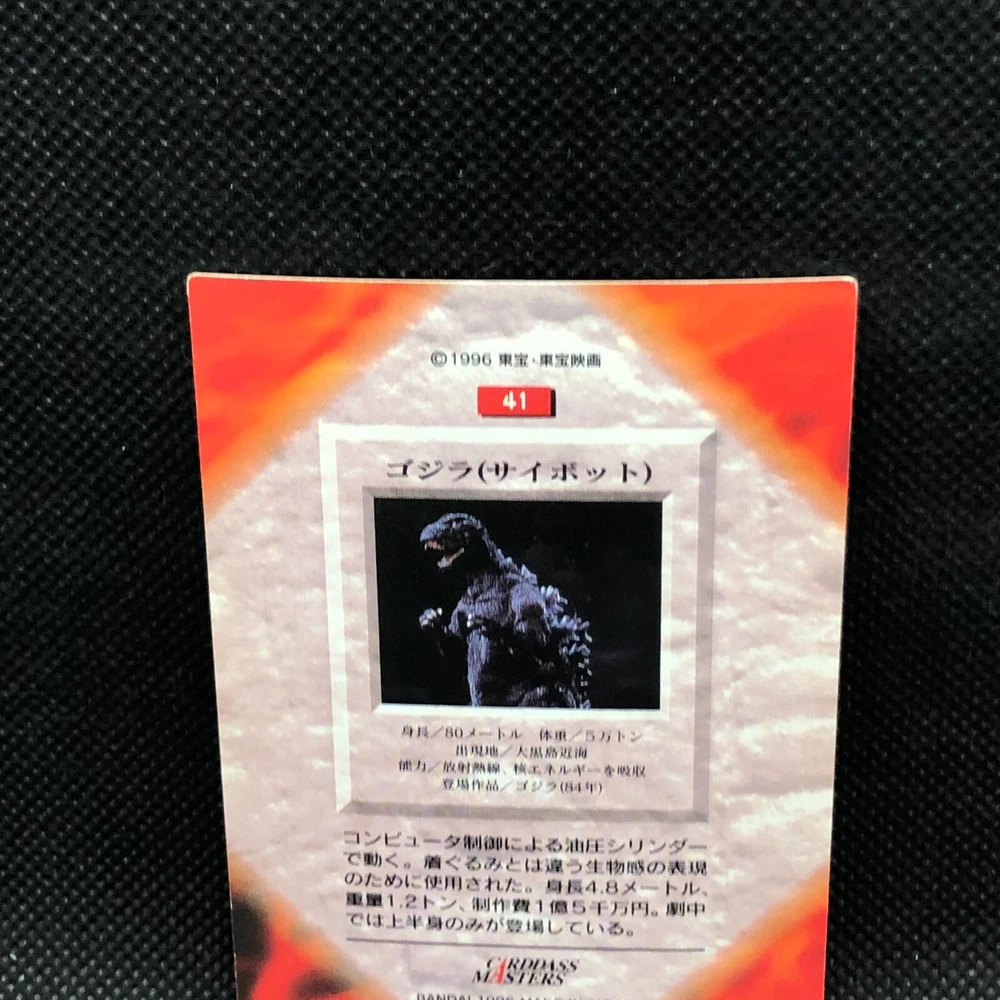 ©1996 東宝・東宝映画
41
ゴジラ(サイボット)
身長/80メートル 体重/5万トン
出現地/大黒島近海
能力/放射熱線、核エネルギーを吸収
登場作品/ゴジラ(84年)
コンピュータ制御による油圧シリンダー
で動く。着ぐるみとは違う生物感の表現
のために使用された。身長4.8メートル、
重量1.2トン、制作費1億5千万円。劇中
では上半身のみが登場している。
CARDDASS
MASTERS
BANDAI 1996 MADE IN